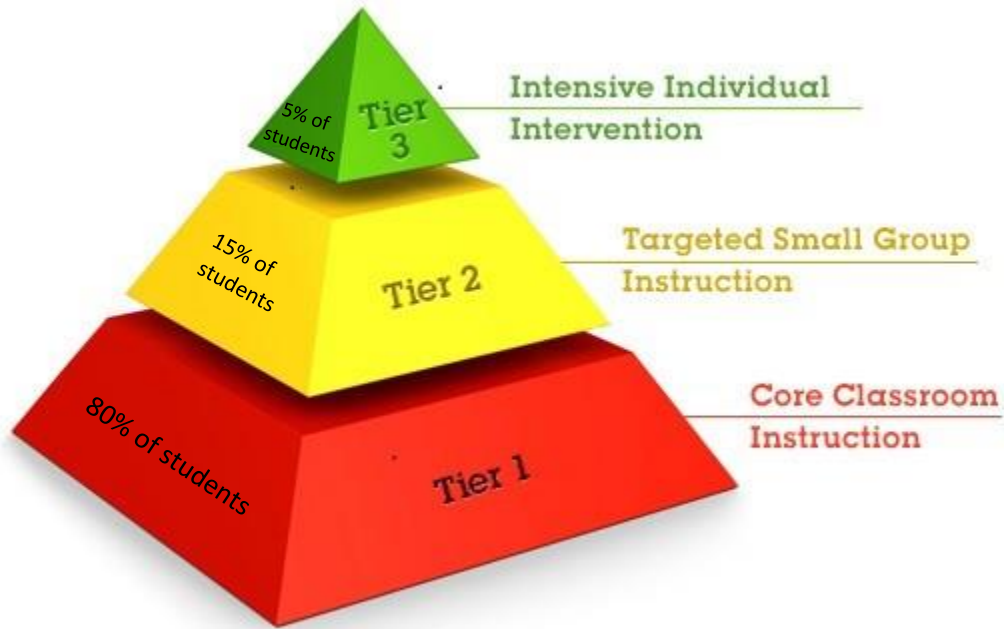 5% of
students
Tier
3
Intensive Individual
Intervention
15% of
students
Tier 2
Targeted Small Group
Instruction
80% of students
Tier 1
Core Classroom
Instruction